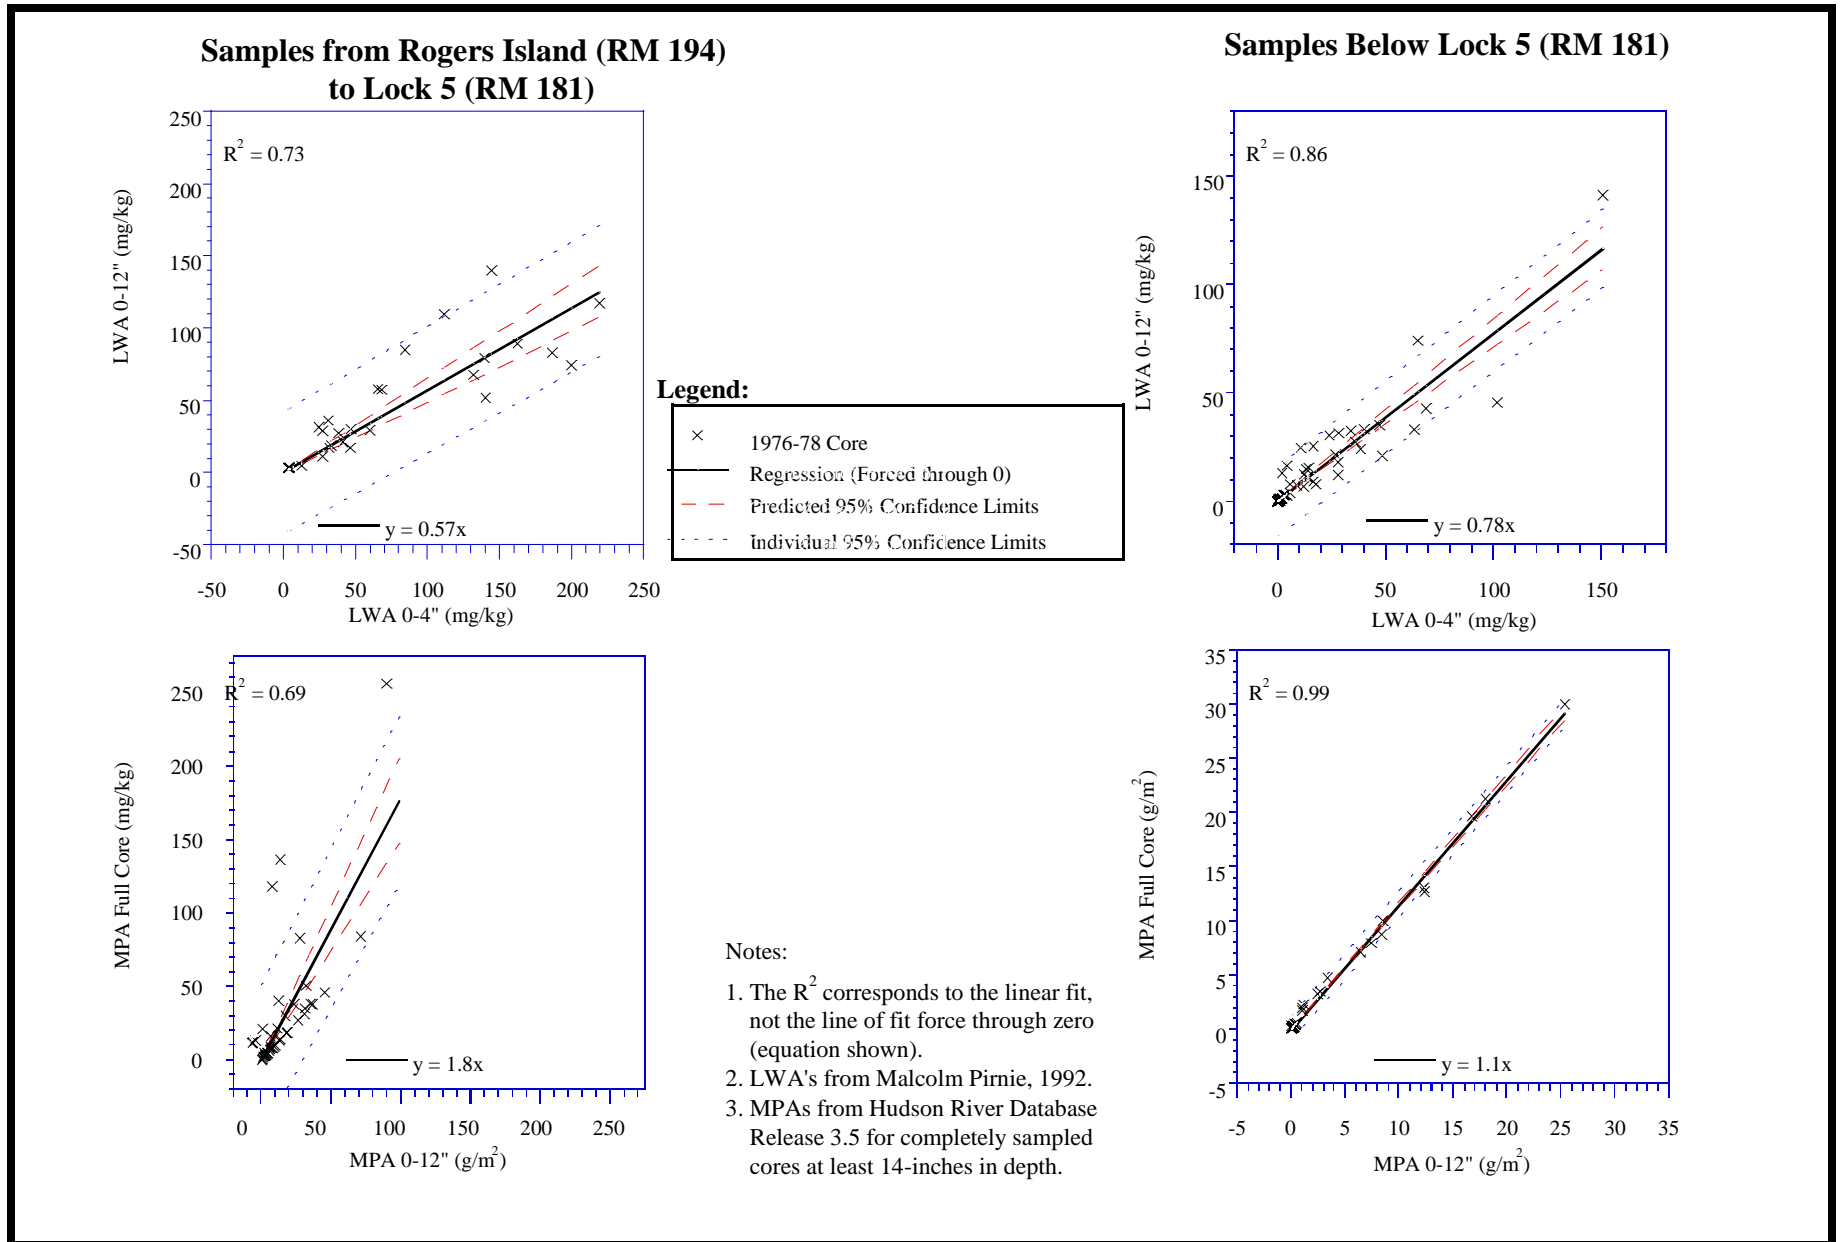 Samples from Rogers Island (RM 194)
to Lock 5 (RM 181)
Samples Below Lock 5 (RM 181)
R2 = 0.73
LWA 0-12" (mg/kg)
250
200
150
100
50
0
-50
y = 0.57x
-50 0 50 100 150 200 250
LWA 0-4" (mg/kg)
R2 = 0.86
LWA 0-12" (mg/kg)
150
100
50
0
y = 0.78x
0 50 100 150
LWA 0-4" (mg/kg)
Legend:
1976-78 Core
Regression (Forced through 0)
Predicted 95% Confidence Limits
Individual 95% Confidence Limits
R2 = 0.69
MPA Full Core (mg/kg)
250
200
150
100
50
0
y = 1.8x
0 50 100 150 200 250
MPA 0-12" (g/m2)
Notes:
1. The R2 corresponds to the linear fit,
not the line of fit force through zero
(equation shown).
2. LWA's from Malcolm Pirnie, 1992.
3. MPAs from Hudson River Database
Release 3.5 for completely sampled
cores at least 14-inches in depth.
R2 = 0.99
MPA Full Core (g/m2)
35
30
25
20
15
10
5
0
-5
y = 1.1x
-5 0 5 10 15 20 25 30 35
MPA 0-12" (g/m2)